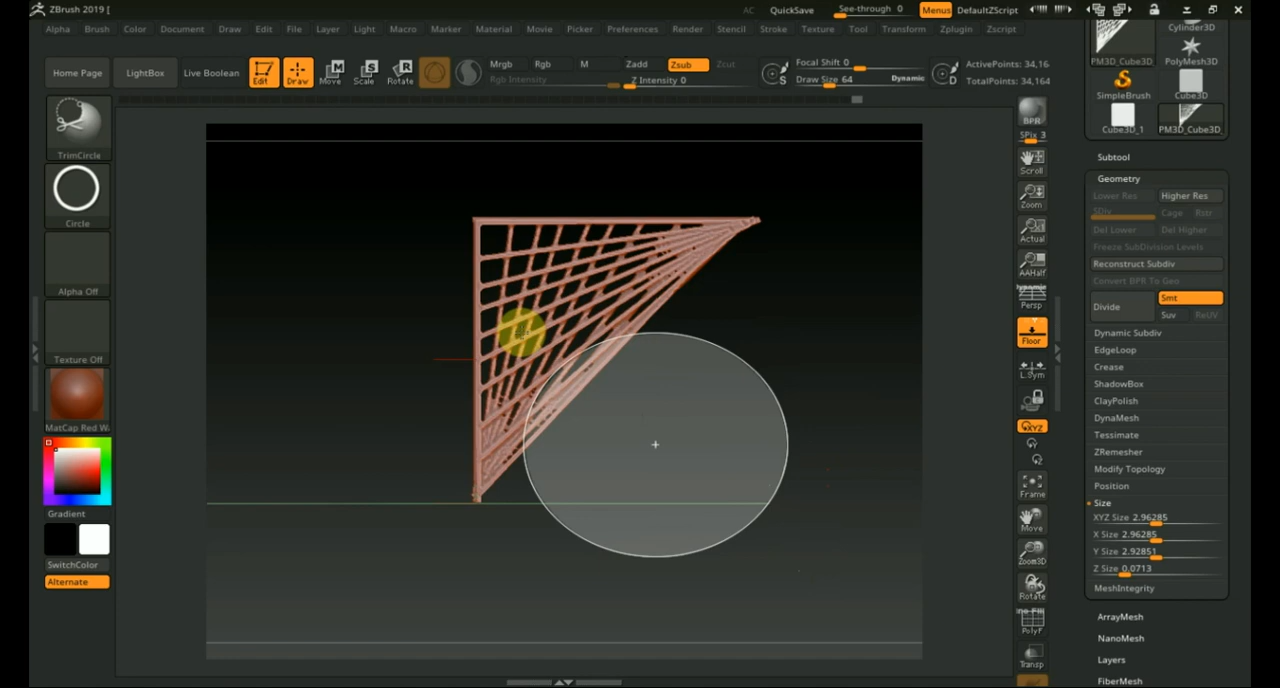 ZBrush 2019 [
AC QuickSave See-through 0 Menus DefaultZScript
Alpha Brush Color Document Draw Edit File Layer Light Macro Marker Material Movie Picker Preferences Render Stencil Stroke Texture Tool Transform Zplugin Zscript
Home Page LightBox Live Boolean Edit Draw Move Scale Rotate
Mrgb Rgb M Zadd Zsub Zcut
Rgb Intensity Z Intensity 0
Focal Shift 0
Draw Size 64 Dynamic
ActivePoints: 34,16
TotalPoints: 34,164
TrimCircle
Circle
Alpha Off
Texture Off
MatCap Red W
Gradient
SwitchColor
Alternate
BPR
SPix 3
Scroll
Zoom
Actual
AAHalf
Dynamic
Persp
Floor
L.Sym
XYZ
Frame
Move
Zoom3D
Rotate
PolyF
Transp
Cylinder3D
PM3D_Cube3D PolyMesh3D
SimpleBrush Cube3D
Cube3D_1 PM3D_Cube3D_
Subtool
Geometry
Lower Res Higher Res
SDiv Cage Rstr
Del Lower Del Higher
Freeze SubDivision Levels
Reconstruct Subdiv
Convert BPR To Geo
Divide Smt
Suv ReUV
Dynamic Subdiv
EdgeLoop
Crease
ShadowBox
ClayPolish
DynaMesh
Tessimate
ZRemesher
Modify Topology
Position
Size
XYZ Size 2.96285
X Size 2.96285
Y Size 2.92851
Z Size 0.0713
MeshIntegrity
ArrayMesh
NanoMesh
Layers
FiberMesh